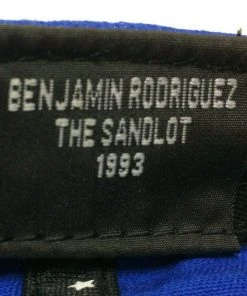 BENJAMIN RODRIGUEZ
THE SANDLOT
1993